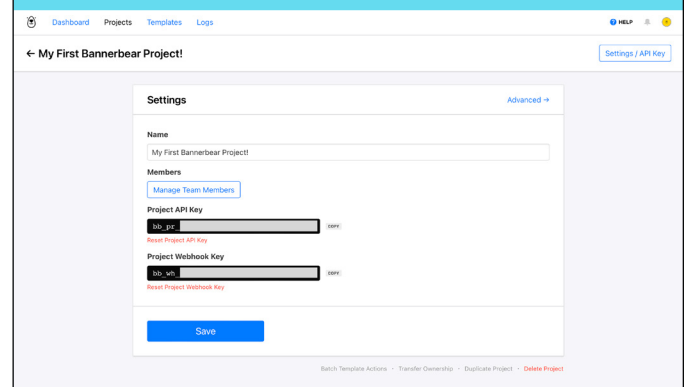 Dashboard Projects Templates Logs HELP
← My First Bannerbear Project! Settings / API Key
Settings Advanced →
Name
My First Bannerbear Project!
Members
Manage Team Members
Project API Key
bb_pr_ COPY
Reset Project API Key
Project Webhook Key
bb_wh_ COPY
Reset Project Webhook Key
Save
Batch Template Actions · Transfer Ownership · Duplicate Project · Delete Project